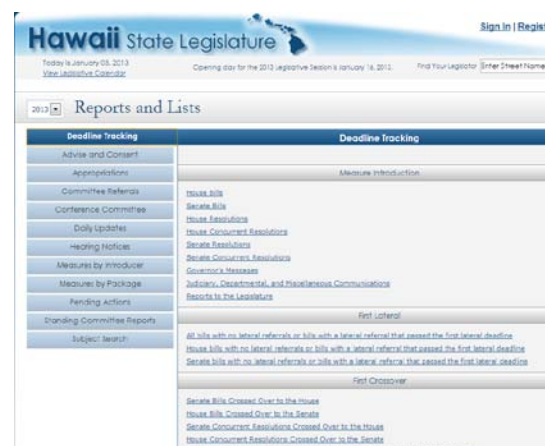 Hawaii State Legislature
Sign In | Regist
Today is January 03, 2013
View Legislative Calendar
Opening day for the 2013 Legislative Session is January 16, 2013.
Find Your Legislator Enter Street Name
2013 Reports and Lists
Deadline Tracking
Advise and Consent
Appropriations
Committee Referrals
Conference Committee
Daily Updates
Hearing Notices
Measures by Introducer
Measures by Package
Pending Actions
Standing Committee Reports
Subject Search
Deadline Tracking
Measure Introduction
House Bills
Senate Bills
House Resolutions
House Concurrent Resolutions
Senate Resolutions
Senate Concurrent Resolutions
Governor's Messages
Judiciary, Departmental, and Miscellaneous Communications
Reports to the Legislature
First Lateral
All bills with no lateral referrals or bills with a lateral referral that passed the first lateral deadline
House bills with no lateral referrals or bills with a lateral referral that passed the first lateral deadline
Senate bills with no lateral referrals or bills with a lateral referral that passed the first lateral deadline
First Crossover
Senate Bills Crossed Over to the House
House Bills Crossed Over to the Senate
Senate Concurrent Resolutions Crossed Over to the House
House Concurrent Resolutions Crossed Over to the Senate